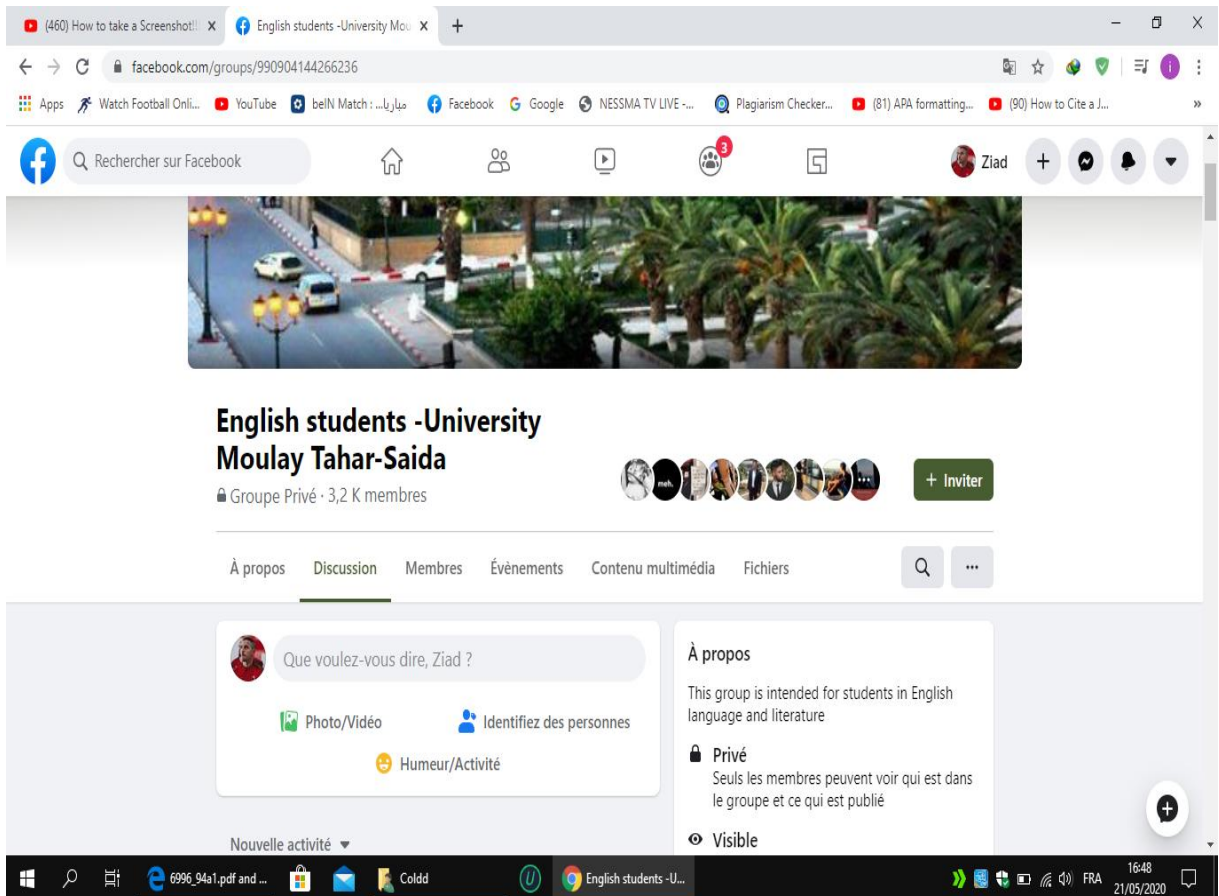 (460) How to take a Screenshot!!
English students -University Mou
facebook.com/groups/990904144266236
Apps Watch Football Onli... YouTube beIN Match : ...مباريا Facebook Google NESSMA TV LIVE -... Plagiarism Checker... (81) APA formatting... (90) How to Cite a J... »
Rechercher sur Facebook 3 Ziad
English students -University
Moulay Tahar-Saida
Groupe Privé · 3,2 K membres
meh.
+ Inviter
À propos Discussion Membres Évènements Contenu multimédia Fichiers
Que voulez-vous dire, Ziad ?
Photo/Vidéo Identifiez des personnes
Humeur/Activité
À propos
This group is intended for students in English
language and literature
Privé
Seuls les membres peuvent voir qui est dans
le groupe et ce qui est publié
Visible
Nouvelle activité
6996_94a1.pdf and ... Coldd English students -U... FRA 16:48
21/05/2020